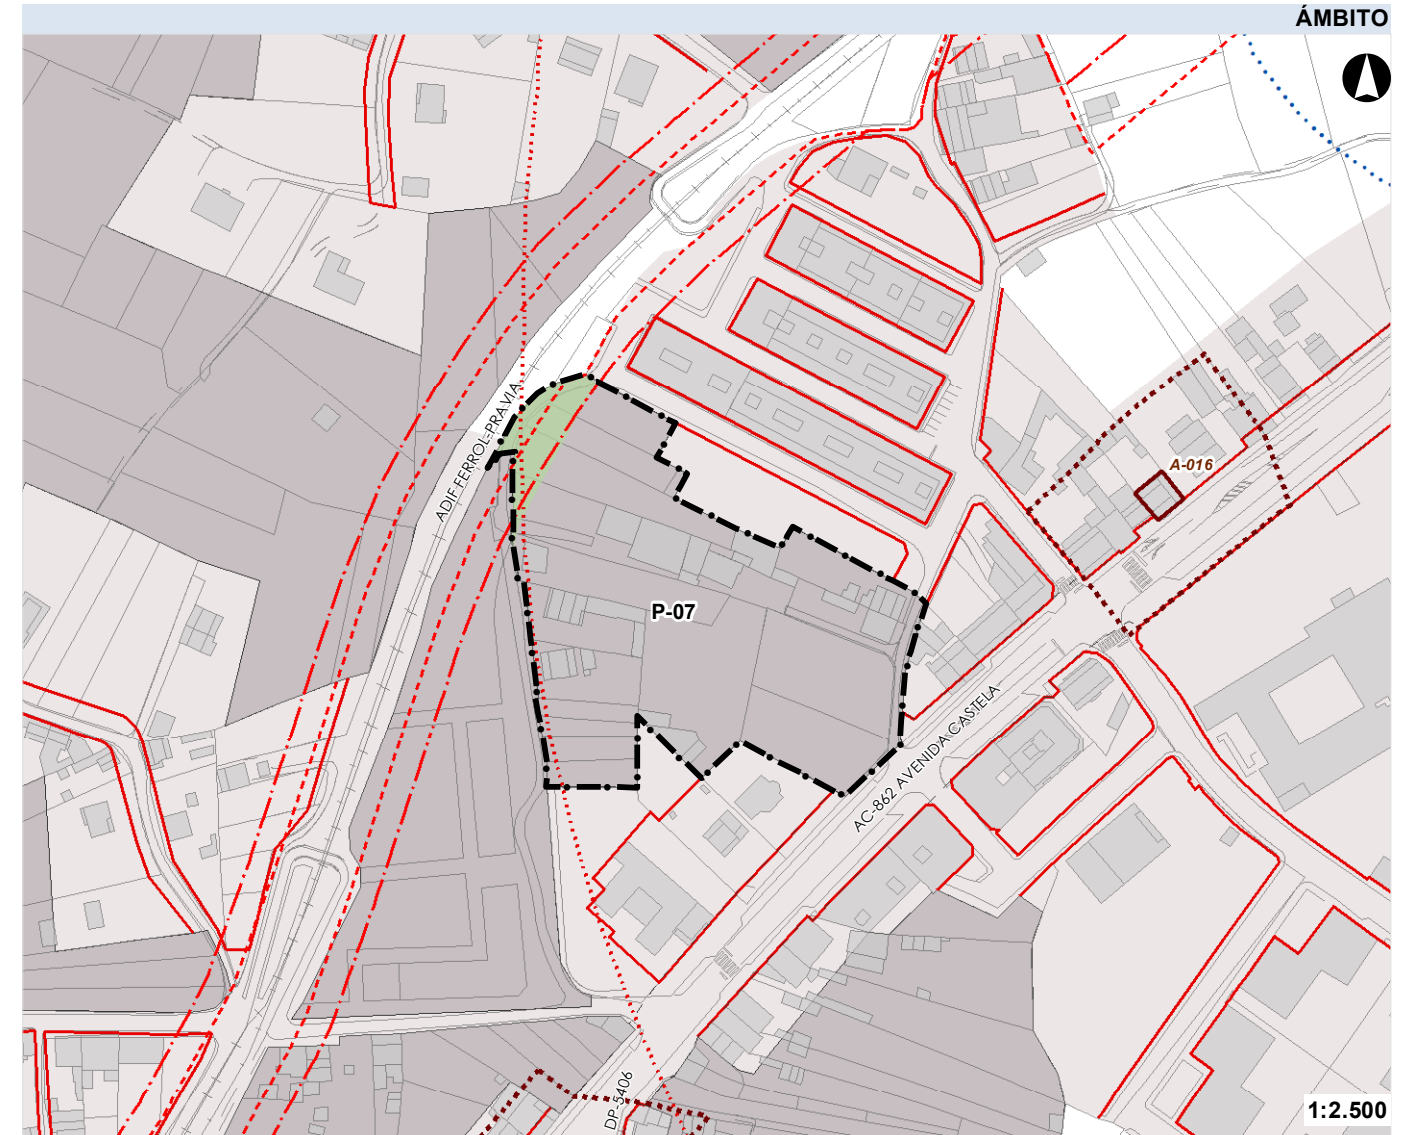 ÁMBITO
ADIF FERROL-PRAVIA
A-016
P-07
AC-862 AVENIDA CASTELA
DP-5406
1:2.500